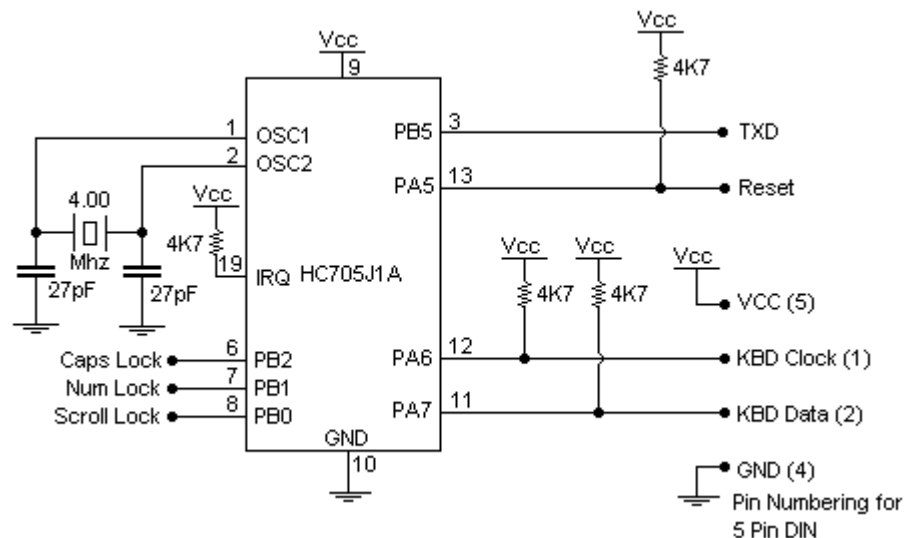 Vcc
4K7
Vcc
9
1
OSC1
PB5
3
TXD
2
OSC2
PA5
13
Reset
4.00
Mhz
27pF
27pF
Vcc
4K7
19
IRQ
HC705J1A
Vcc
4K7
Vcc
4K7
Vcc
VCC (5)
Caps Lock
6
PB2
PA6
12
KBD Clock (1)
Num Lock
7
PB1
Scroll Lock
8
PB0
PA7
11
KBD Data (2)
GND
10
GND (4)
Pin Numbering for
5 Pin DIN